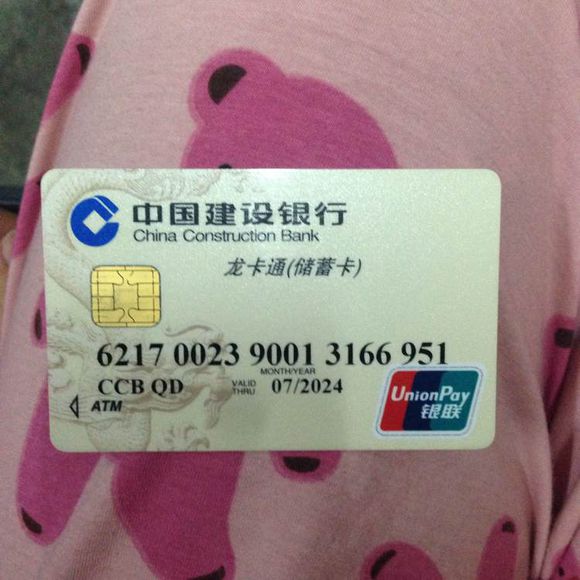 中国建设银行
China Construction Bank
龙卡通(储蓄卡)
6217 0023 9001 3166 951
MONTH/YEAR
CCB QD VALID THRU 07/2024
ATM
UnionPay
银联